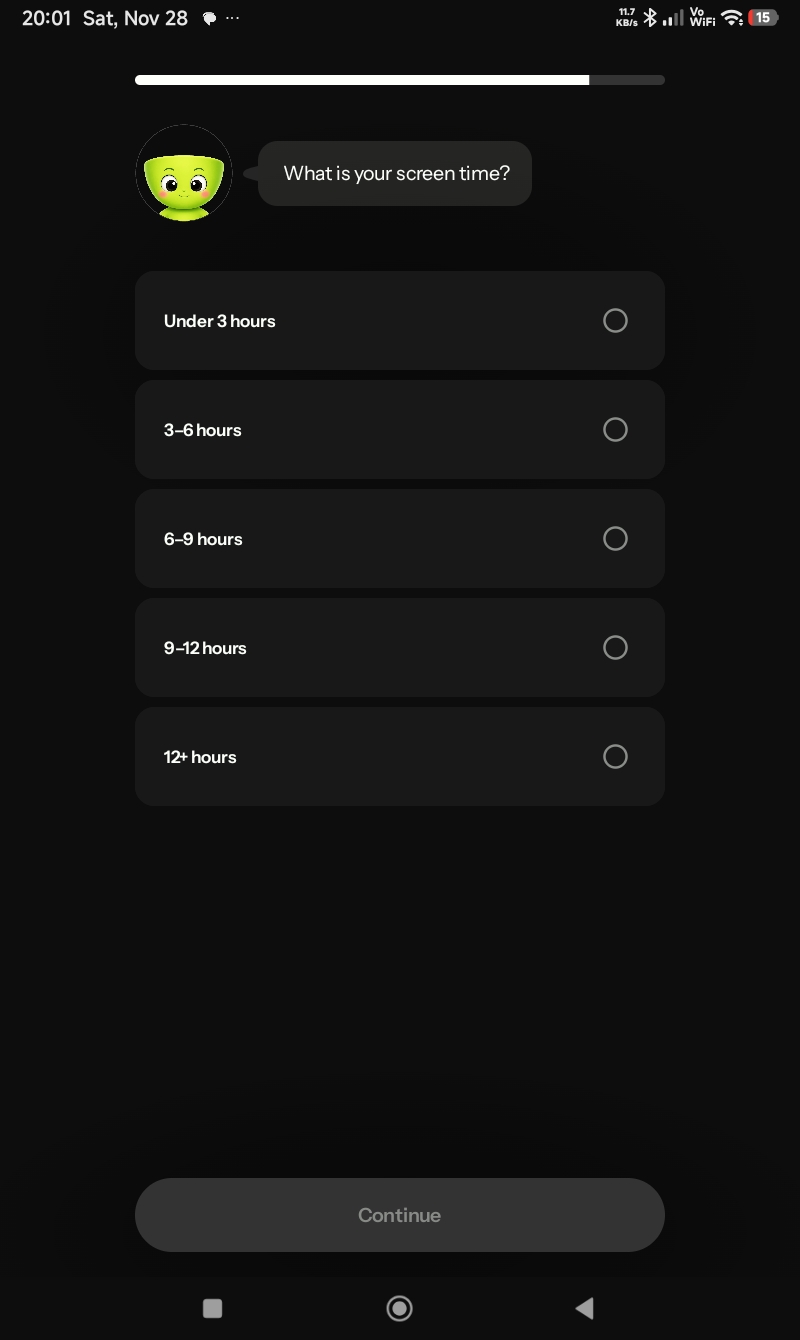 20:01 Sat, Nov 28 ... 11.7 KB/s Vo WiFi 15
What is your screen time?
Under 3 hours
3–6 hours
6–9 hours
9–12 hours
12+ hours
Continue